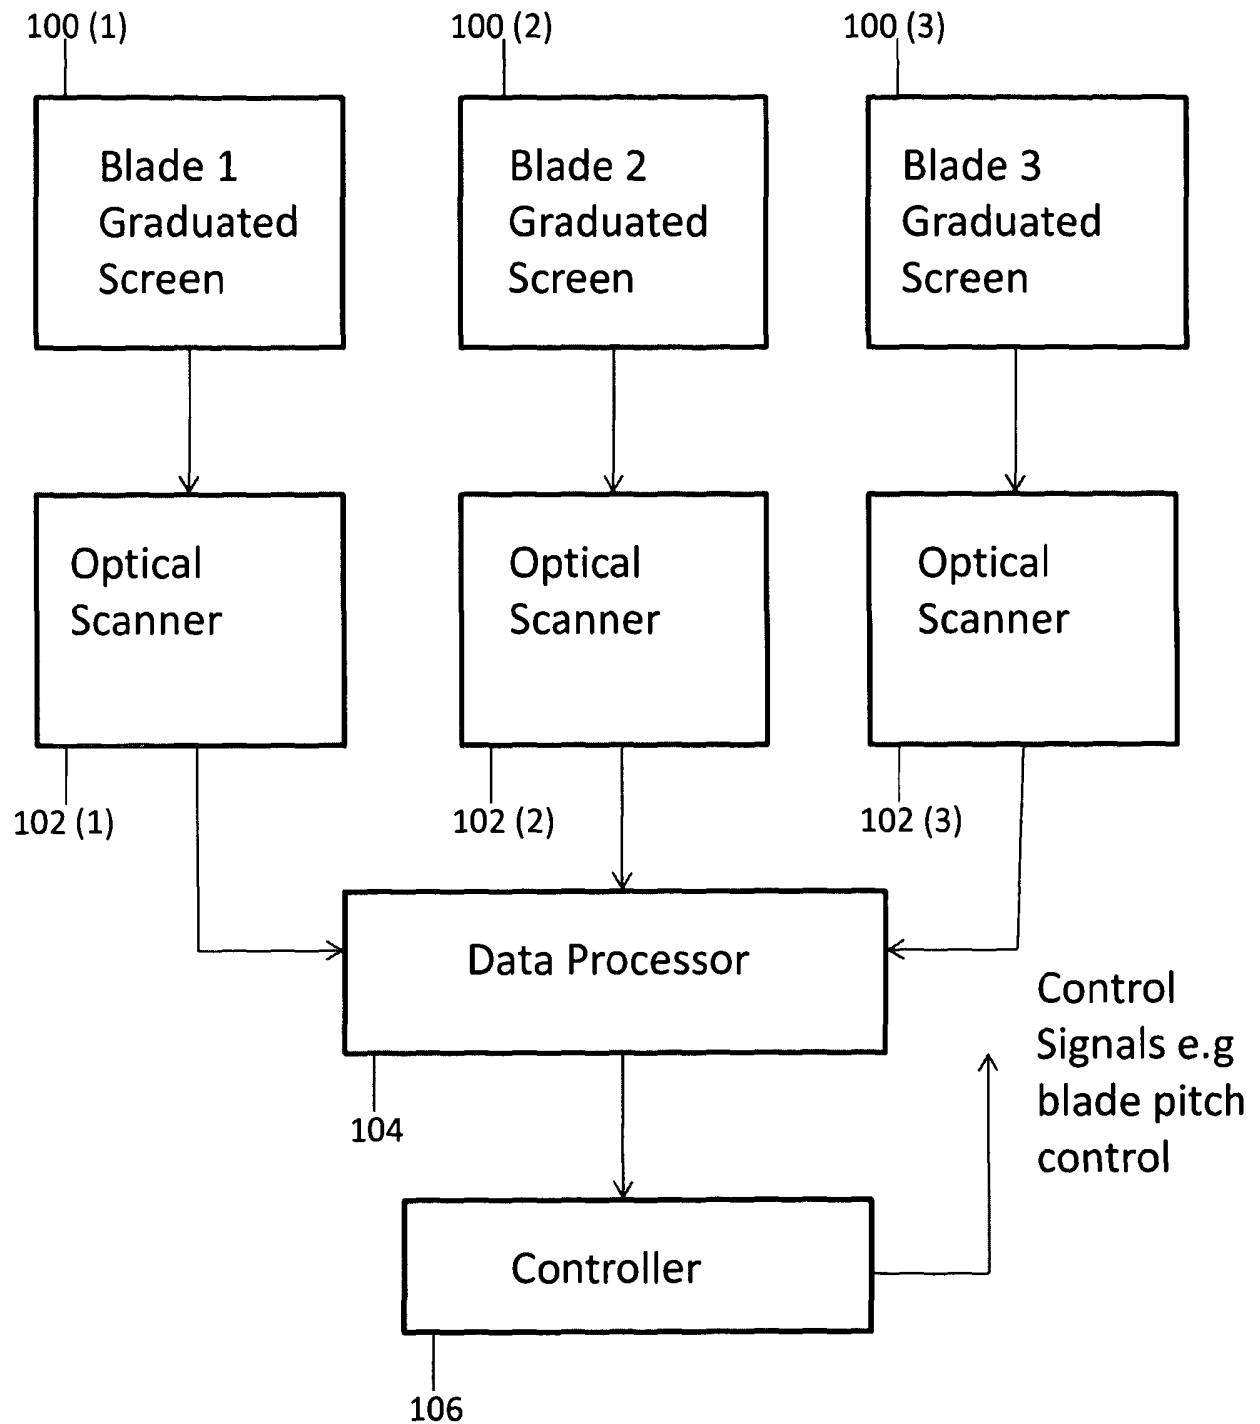 100 (1)
100 (2)
100 (3)
Blade 1
Graduated
Screen
Blade 2
Graduated
Screen
Blade 3
Graduated
Screen
Optical
Scanner
Optical
Scanner
Optical
Scanner
102 (1)
102 (2)
102 (3)
Data Processor
104
Control
Signals e.g
blade pitch
control
Controller
106